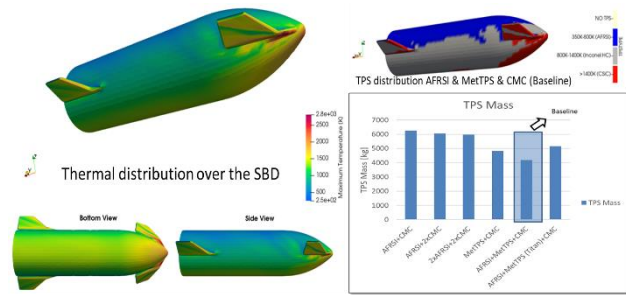 Thermal distribution over the SBD
2.8e+03
2500
2000
1500
1000
500
2.5e+02
Maximum Temperature (K)
Bottom View
Side View
NO TPS
350K-800K (AFRSI)
800K-1400K (Inconel HC)
>1400K (CSiC)
TPS distribution AFRSI & MetTPS & CMC (Baseline)
TPS Mass
Baseline
TPS Mass [kg]
7000
6000
5000
4000
3000
2000
1000
0
AFRSI+CMC
AFRSI+2xCMC
2xAFRSI+2xCMC
MetTPS+CMC
AFRSI+MetTPS+CMC
AFRSI+MetTPS (Titan)+CMC
TPS Mass